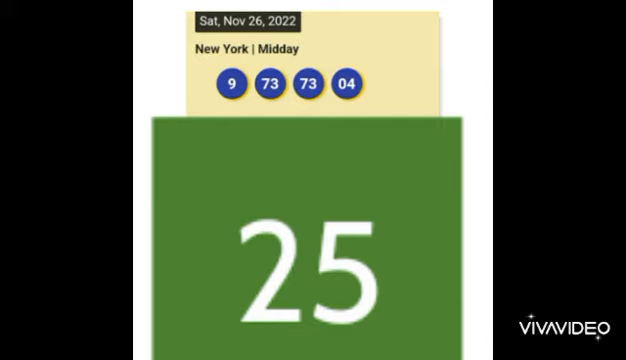 Sat, Nov 26, 2022
New York | Midday
9 73 73 04
25
VIVAVIDEO